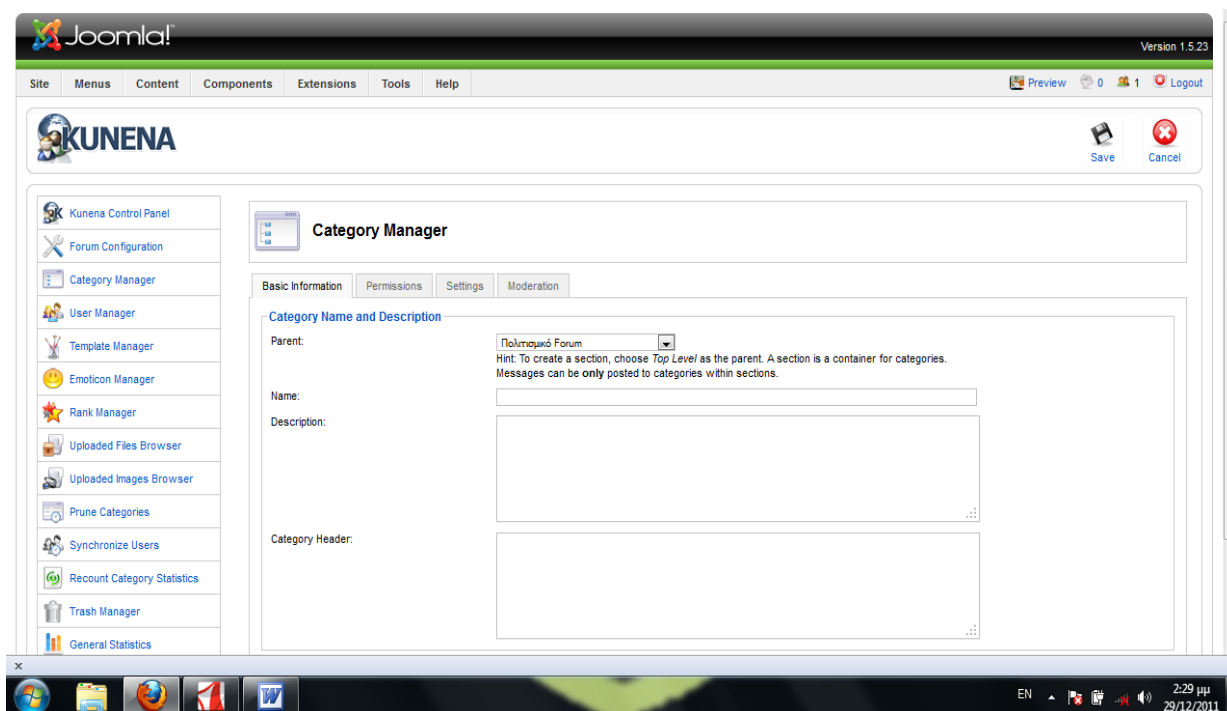 Joomla!
Version 1.5.23
Site Menus Content Components Extensions Tools Help Preview 0 1 Logout
KUNENA
Save Cancel
Kunena Control Panel
Forum Configuration
Category Manager
User Manager
Template Manager
Emoticon Manager
Rank Manager
Uploaded Files Browser
Uploaded Images Browser
Prune Categories
Synchronize Users
Recount Category Statistics
Trash Manager
General Statistics
Category Manager
Basic Information Permissions Settings Moderation
Category Name and Description
Parent: Πολιτισμικό Forum
Hint: To create a section, choose Top Level as the parent. A section is a container for categories.
Messages can be only posted to categories within sections.
Name:
Description:
Category Header:
x
EN 2:29 μμ
29/12/2011